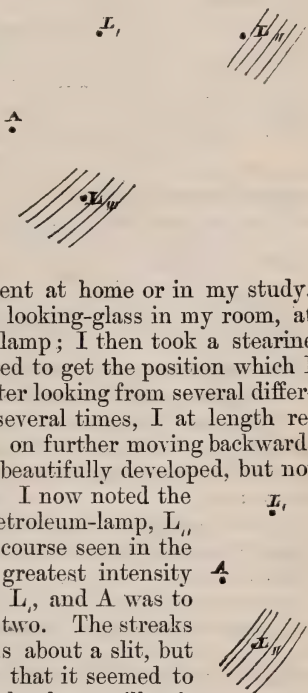 L, L,,
A
L,,,
ent at home or in my study.
looking-glass in my room, at
lamp; I then took a stearine
ed to get the position which I
ter looking from several differ
several times, I at length re
on further moving backward
beautifully developed, but no
I now noted the
etroleum-lamp, L,,
course seen in the
greatest intensity
L,, and A was to
two. The streaks
s about a slit, but
that it seemed to
L,
A
L,,